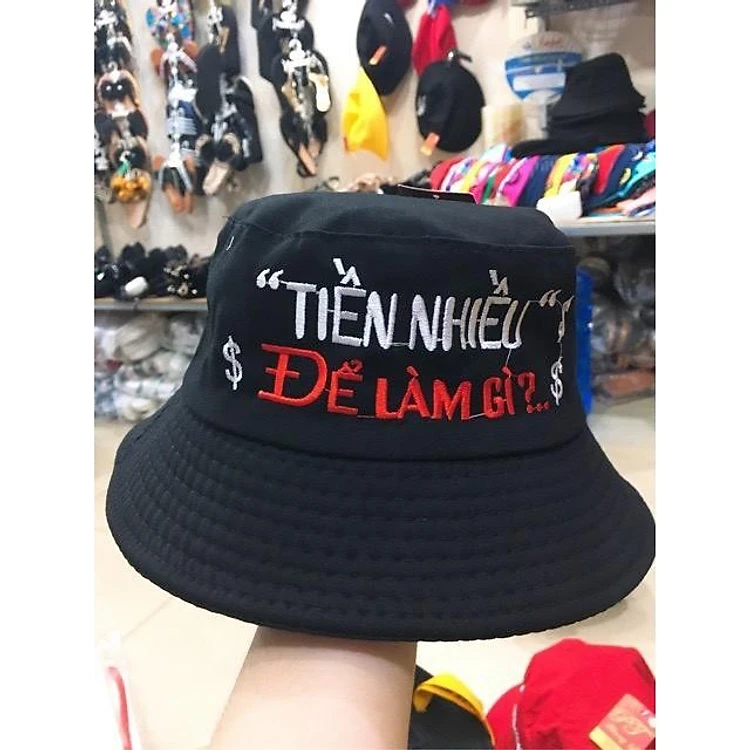 “TIỀN NHIỀU“ $
$ ĐỂ LÀM GÌ?... $